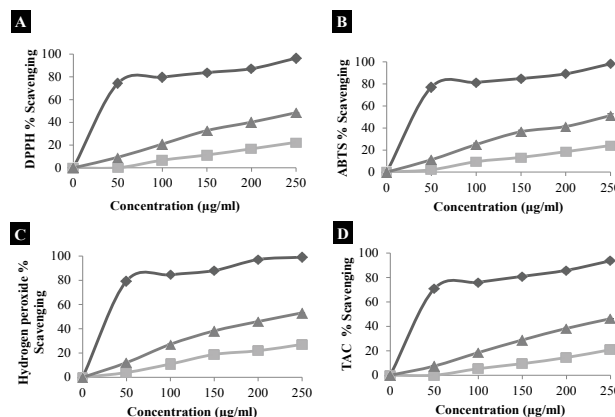 A
DPPH % Scavenging
100
80
60
40
20
0
0 50 100 150 200 250
Concentration (µg/ml)
B
ABTS % Scavenging
100
80
60
40
20
0
0 50 100 150 200 250
Concentration (µg/ml)
C
Hydrogen peroxide %
Scavenging
100
80
60
40
20
0
0 50 100 150 200 250
Concentration (µg/ml)
D
TAC % Scavenging
100
80
60
40
20
0
0 50 100 150 200 250
Concentration (µg/ml)